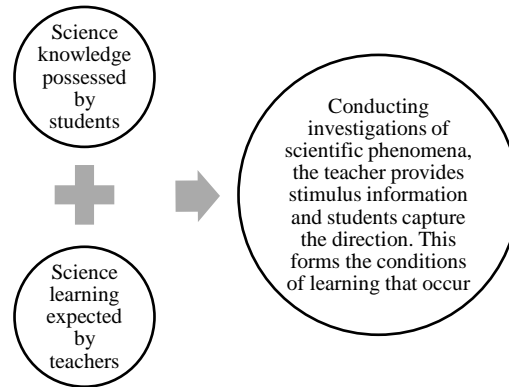 Science
knowledge
possessed
by
students
Science
learning
expected
by
teachers
Conducting
investigations of
scientific phenomena,
the teacher provides
stimulus information
and students capture
the direction. This
forms the conditions
of learning that occur